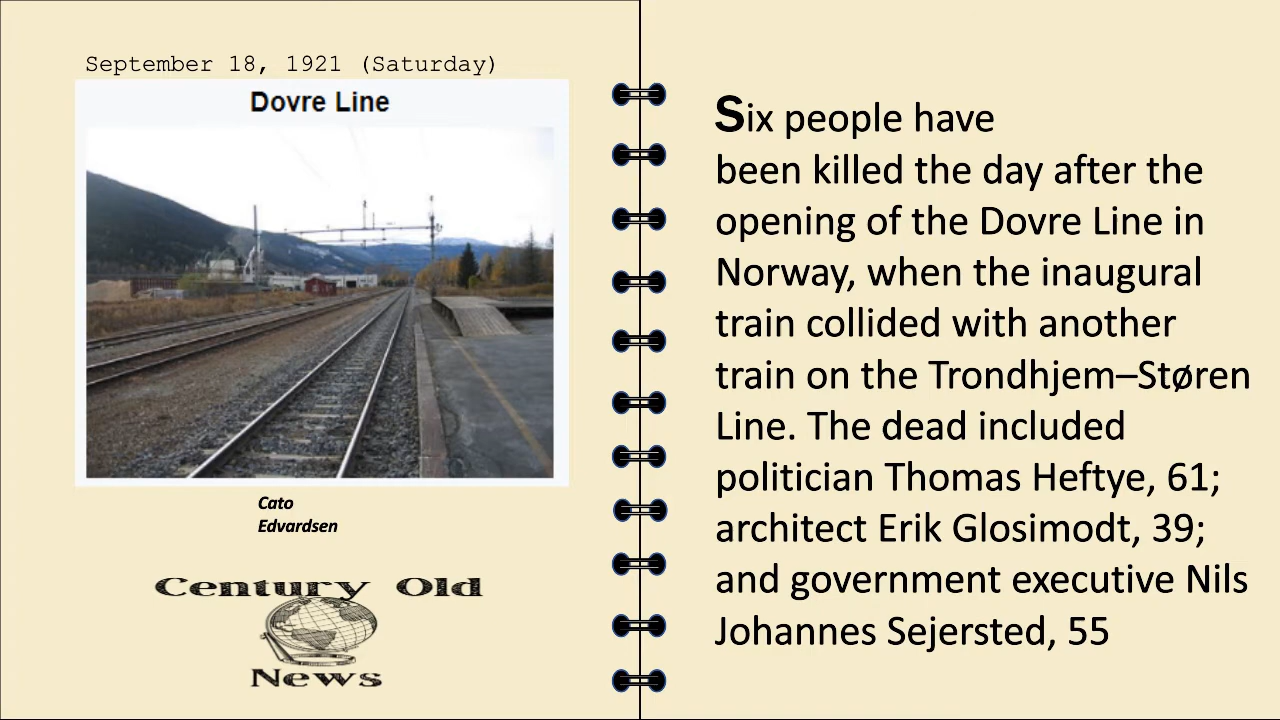 September 18, 1921 (Saturday)
Dovre Line
Cato
Edvardsen
Century Old
News
Six people have
been killed the day after the
opening of the Dovre Line in
Norway, when the inaugural
train collided with another
train on the Trondhjem–Støren
Line. The dead included
politician Thomas Heftye, 61;
architect Erik Glosimodt, 39;
and government executive Nils
Johannes Sejersted, 55